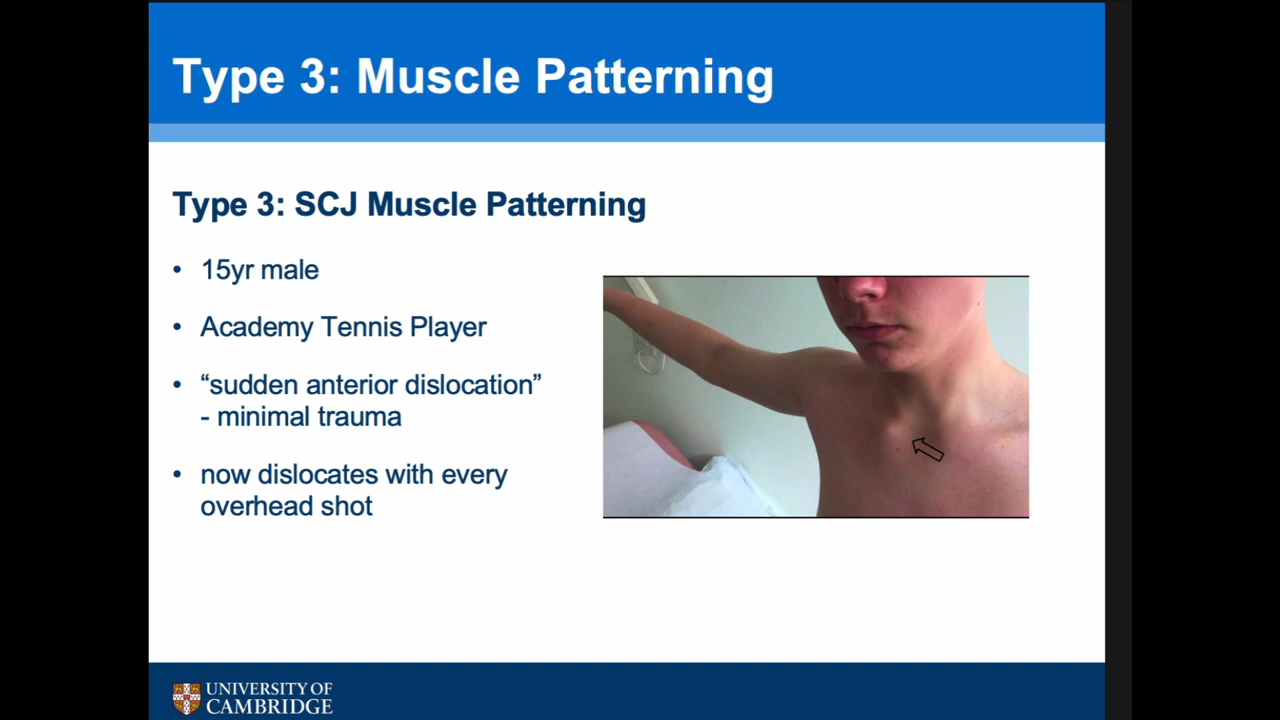 Type 3: Muscle Patterning
Type 3: SCJ Muscle Patterning
• 15yr male
• Academy Tennis Player
• “sudden anterior dislocation”
- minimal trauma
• now dislocates with every
overhead shot
UNIVERSITY OF
CAMBRIDGE